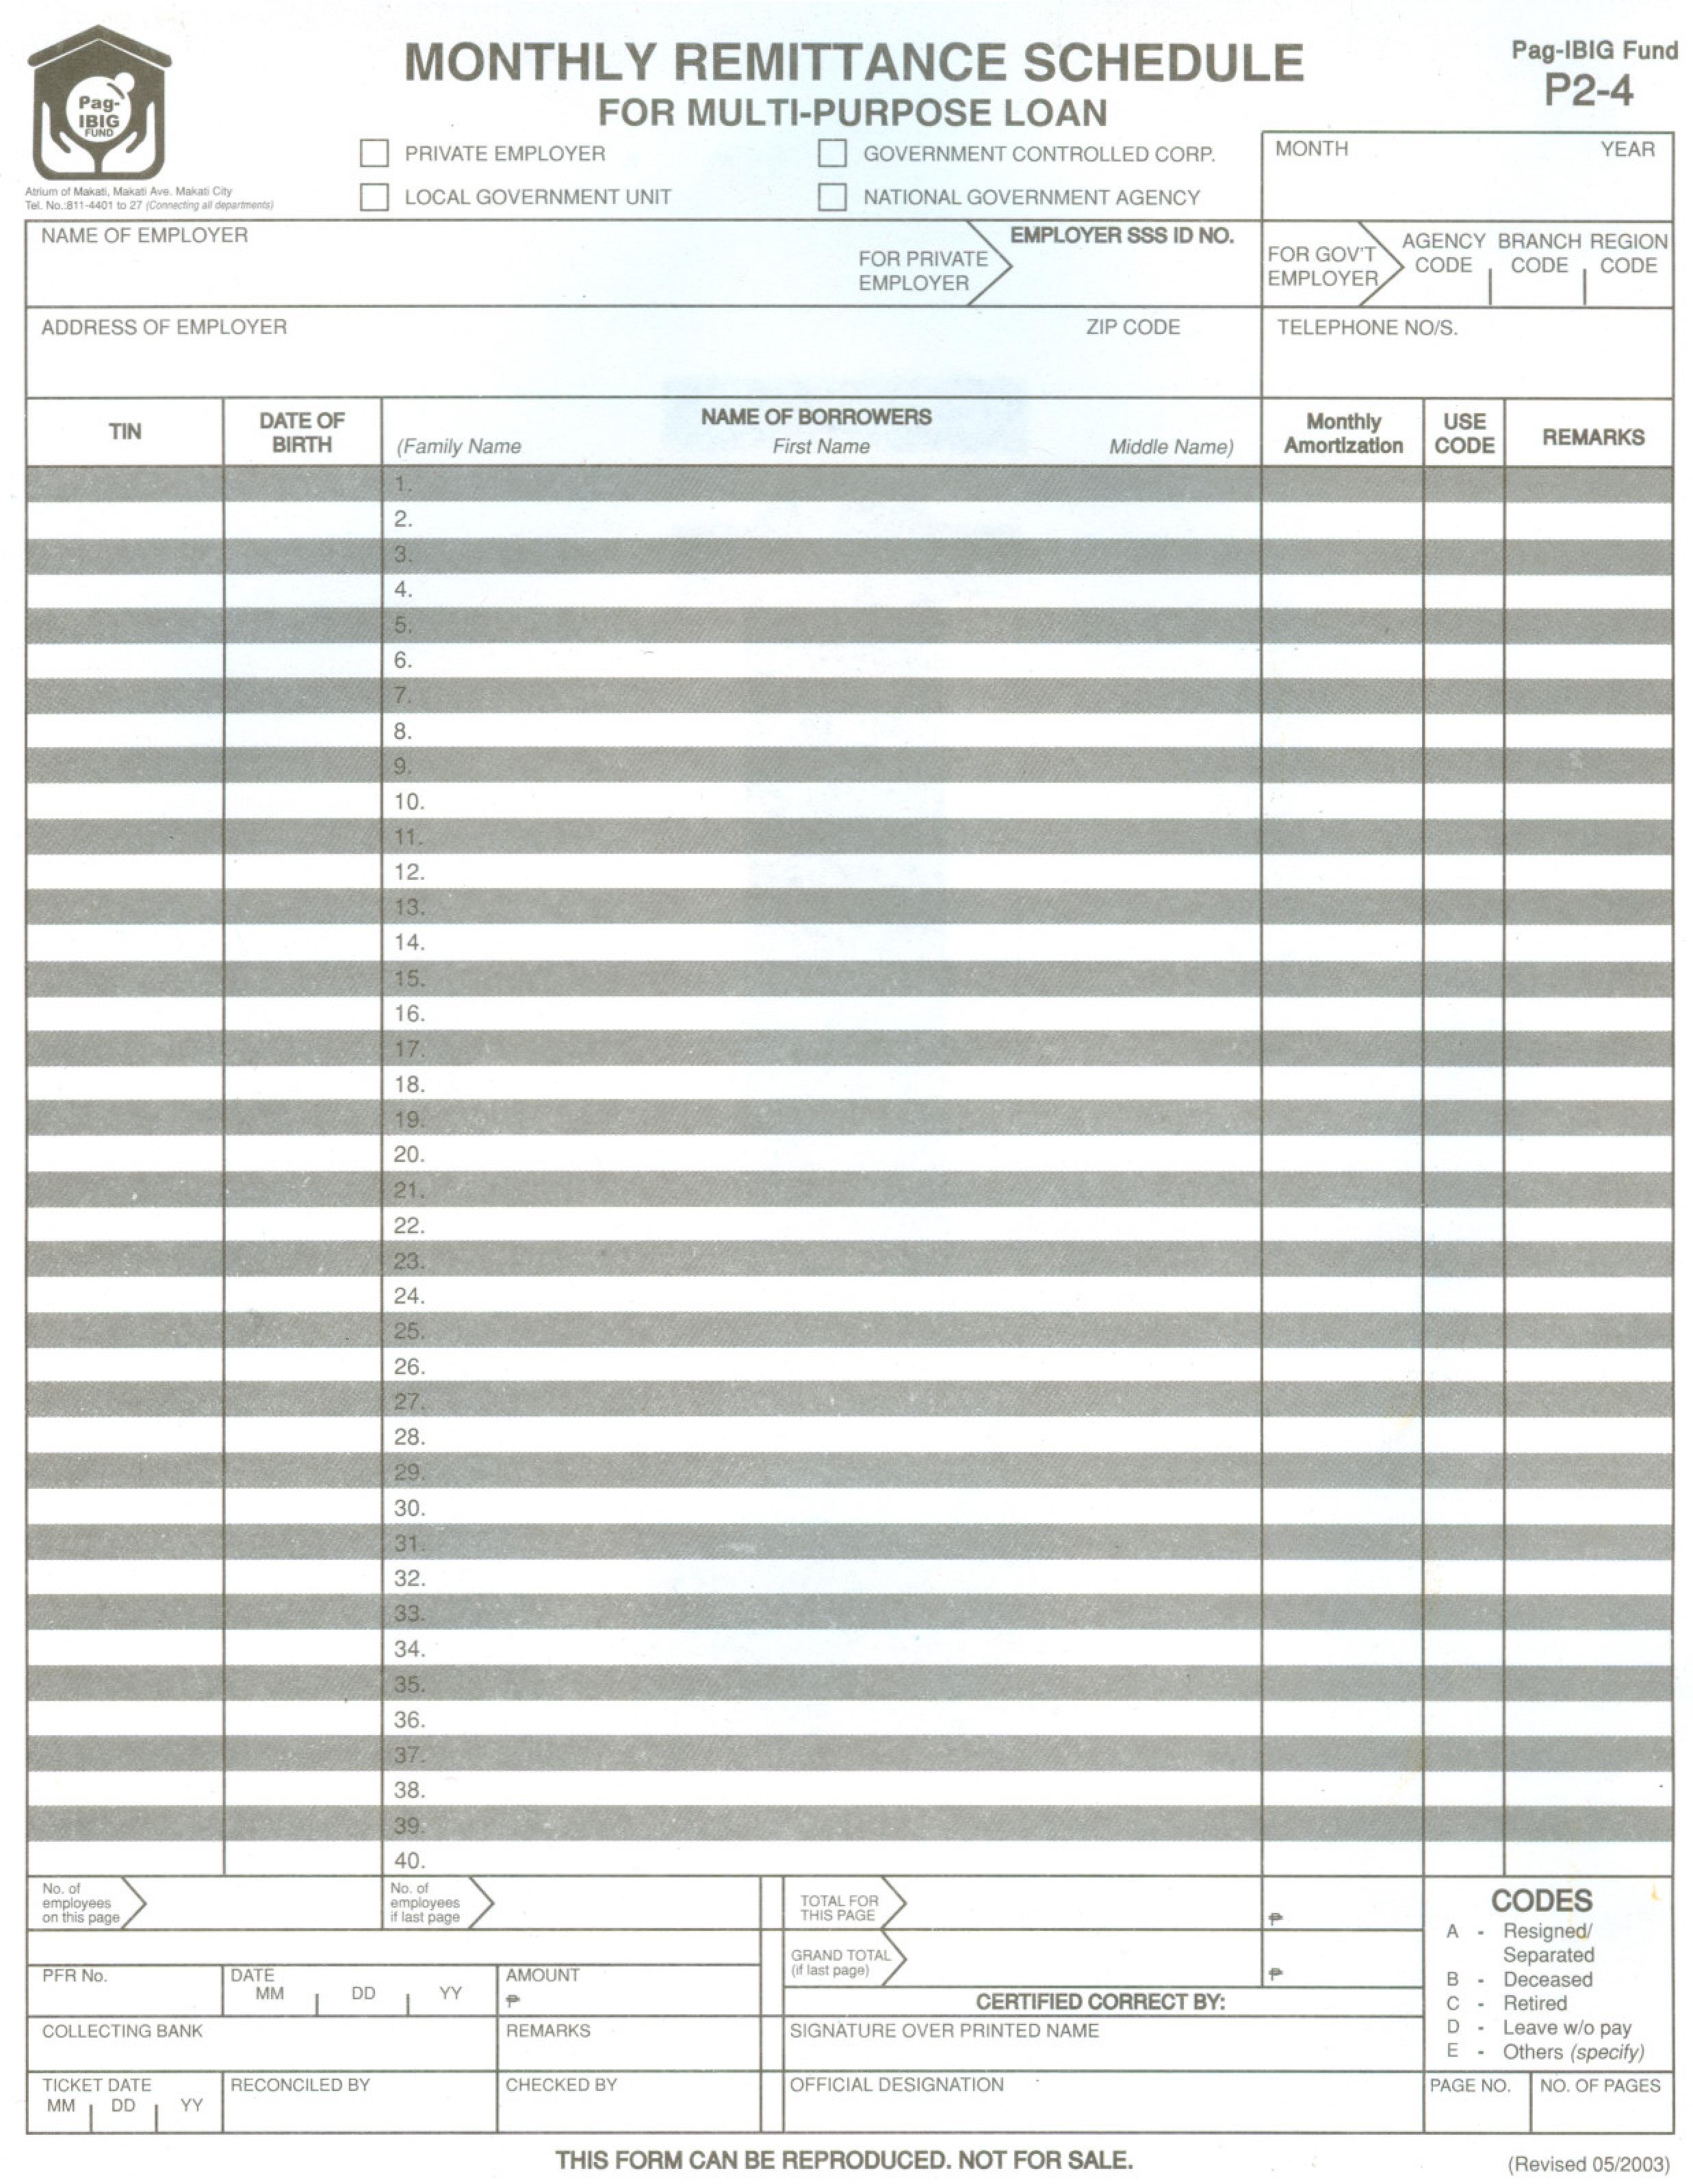 MONTHLY REMITTANCE SCHEDULE
FOR MULTI-PURPOSE LOAN
Pag-IBIG Fund
P2-4
Pag-
IBIG
FUND
Atrium of Makati, Makati Ave. Makati City
Tel. No.:811-4401 to 27 (Connecting all departments)
PRIVATE EMPLOYER
GOVERNMENT CONTROLLED CORP.
LOCAL GOVERNMENT UNIT
NATIONAL GOVERNMENT AGENCY
MONTH YEAR
NAME OF EMPLOYER
FOR PRIVATE
EMPLOYER
EMPLOYER SSS ID NO.
FOR GOV'T
EMPLOYER
AGENCY BRANCH REGION
CODE CODE CODE
ADDRESS OF EMPLOYER
ZIP CODE
TELEPHONE NO/S.
TIN
DATE OF
BIRTH
NAME OF BORROWERS
(Family Name First Name Middle Name)
Monthly
Amortization
USE
CODE
REMARKS
1.
2.
3.
4.
5.
6.
7.
8.
9.
10.
11.
12.
13.
14.
15.
16.
17.
18.
19.
20.
21.
22.
23.
24.
25.
26.
27.
28.
29.
30.
31.
32.
33.
34.
35.
36.
37.
38.
39.
40.
No. of
employees
on this page
No. of
employees
if last page
TOTAL FOR
THIS PAGE
₱
GRAND TOTAL
(if last page)
₱
PFR No.
DATE
MM DD YY
AMOUNT
₱
CERTIFIED CORRECT BY:
COLLECTING BANK
REMARKS
SIGNATURE OVER PRINTED NAME
TICKET DATE
MM DD YY
RECONCILED BY
CHECKED BY
OFFICIAL DESIGNATION
CODES
A - Resigned/
Separated
B - Deceased
C - Retired
D - Leave w/o pay
E - Others (specify)
PAGE NO.
NO. OF PAGES
THIS FORM CAN BE REPRODUCED. NOT FOR SALE.
(Revised 05/2003)